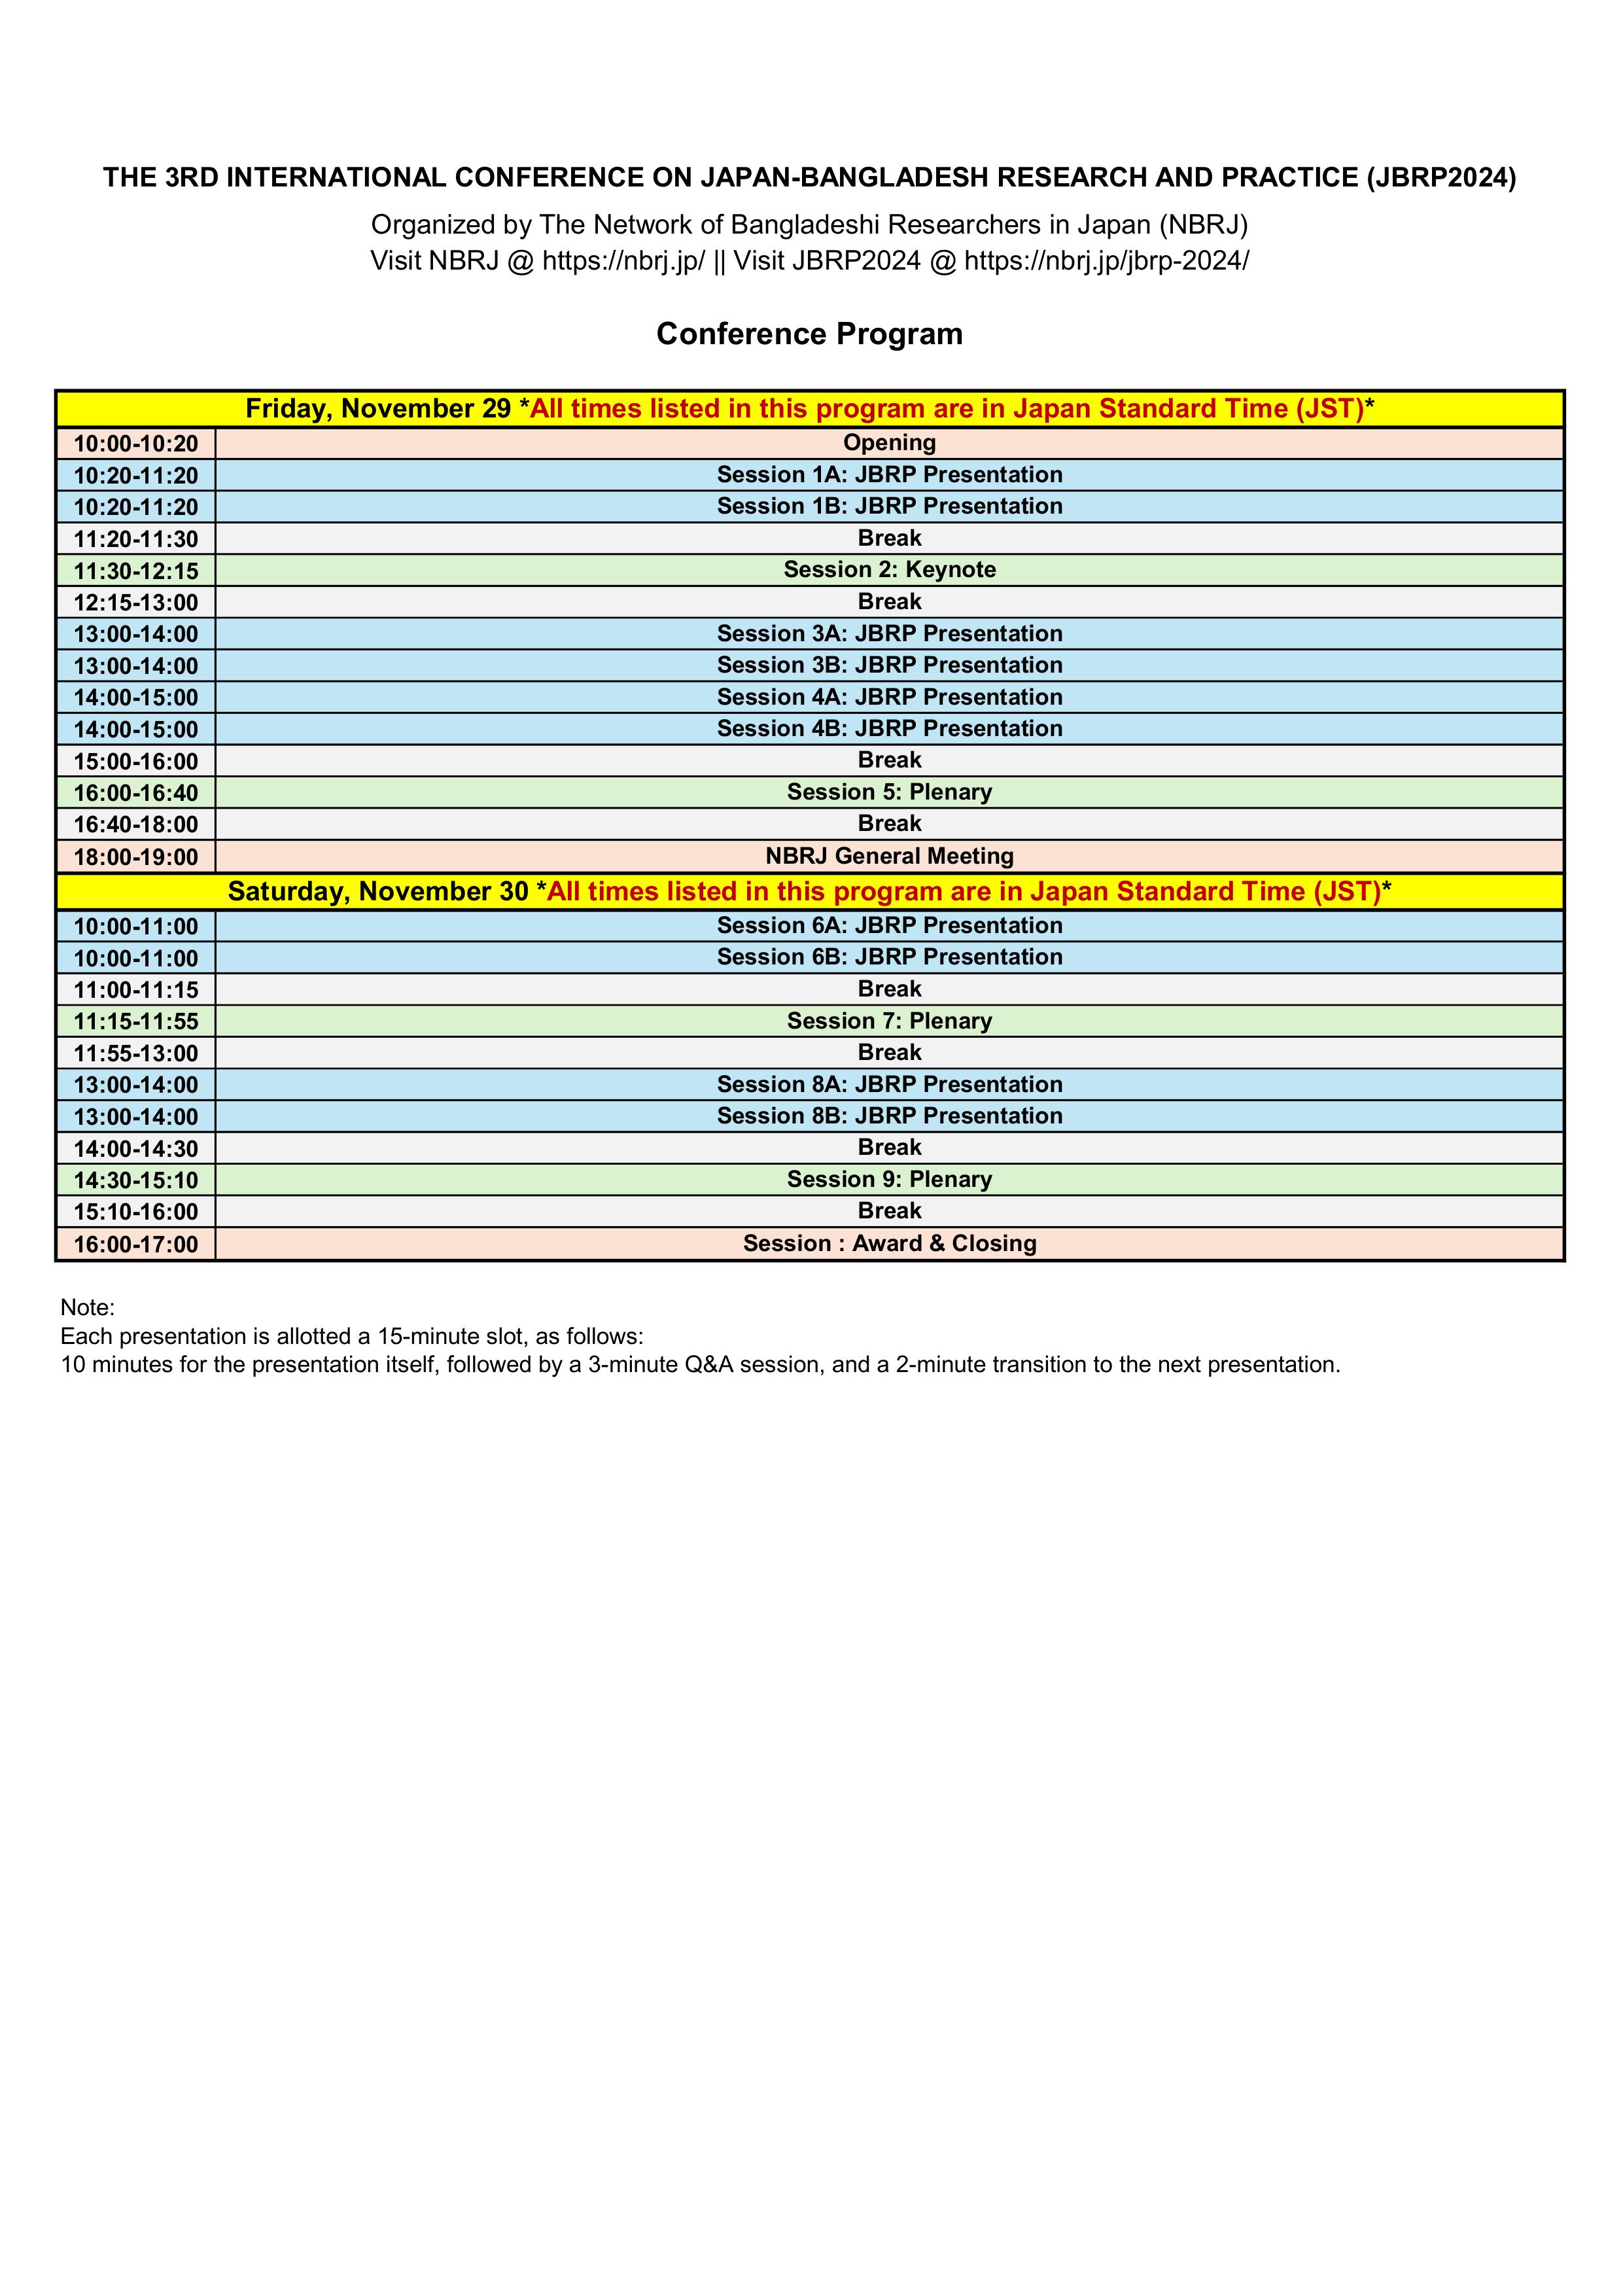 THE 3RD INTERNATIONAL CONFERENCE ON JAPAN-BANGLADESH RESEARCH AND PRACTICE (JBRP2024)
Organized by The Network of Bangladeshi Researchers in Japan (NBRJ)
Visit NBRJ @ https://nbrj.jp/ || Visit JBRP2024 @ https://nbrj.jp/jbrp-2024/
Conference Program
Friday, November 29 *All times listed in this program are in Japan Standard Time (JST)*
10:00-10:20 Opening
10:20-11:20 Session 1A: JBRP Presentation
10:20-11:20 Session 1B: JBRP Presentation
11:20-11:30 Break
11:30-12:15 Session 2: Keynote
12:15-13:00 Break
13:00-14:00 Session 3A: JBRP Presentation
13:00-14:00 Session 3B: JBRP Presentation
14:00-15:00 Session 4A: JBRP Presentation
14:00-15:00 Session 4B: JBRP Presentation
15:00-16:00 Break
16:00-16:40 Session 5: Plenary
16:40-18:00 Break
18:00-19:00 NBRJ General Meeting
Saturday, November 30 *All times listed in this program are in Japan Standard Time (JST)*
10:00-11:00 Session 6A: JBRP Presentation
10:00-11:00 Session 6B: JBRP Presentation
11:00-11:15 Break
11:15-11:55 Session 7: Plenary
11:55-13:00 Break
13:00-14:00 Session 8A: JBRP Presentation
13:00-14:00 Session 8B: JBRP Presentation
14:00-14:30 Break
14:30-15:10 Session 9: Plenary
15:10-16:00 Break
16:00-17:00 Session : Award & Closing
Note:
Each presentation is allotted a 15-minute slot, as follows:
10 minutes for the presentation itself, followed by a 3-minute Q&A session, and a 2-minute transition to the next presentation.